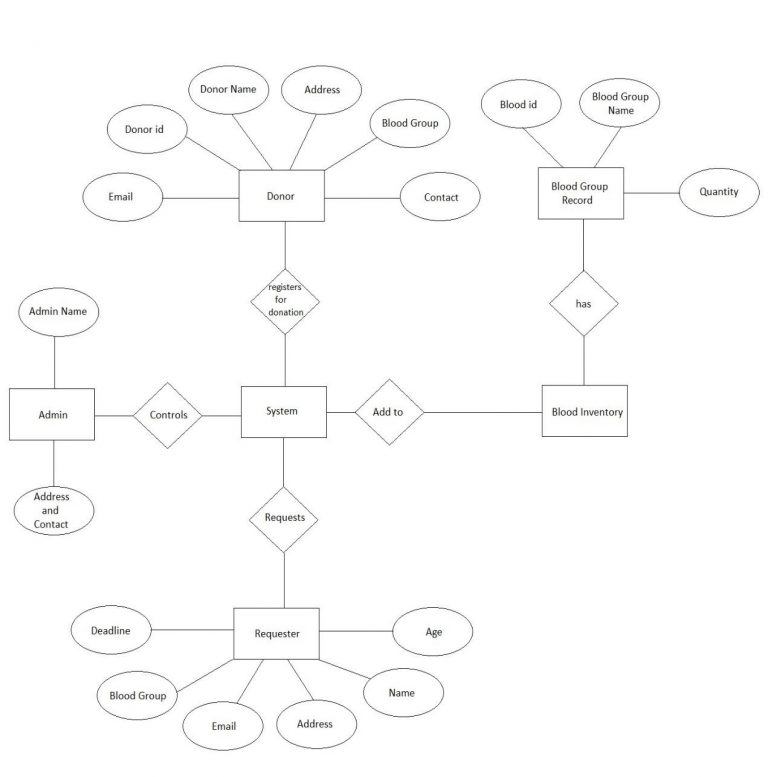 Donor Name
Address
Blood id
Blood Group
Name
Donor id
Blood Group
Email
Donor
Contact
Blood Group
Record
Quantity
registers
for
donation
has
Admin Name
Admin
Controls
System
Add to
Blood Inventory
Address
and
Contact
Requests
Deadline
Requester
Age
Blood Group
Email
Address
Name